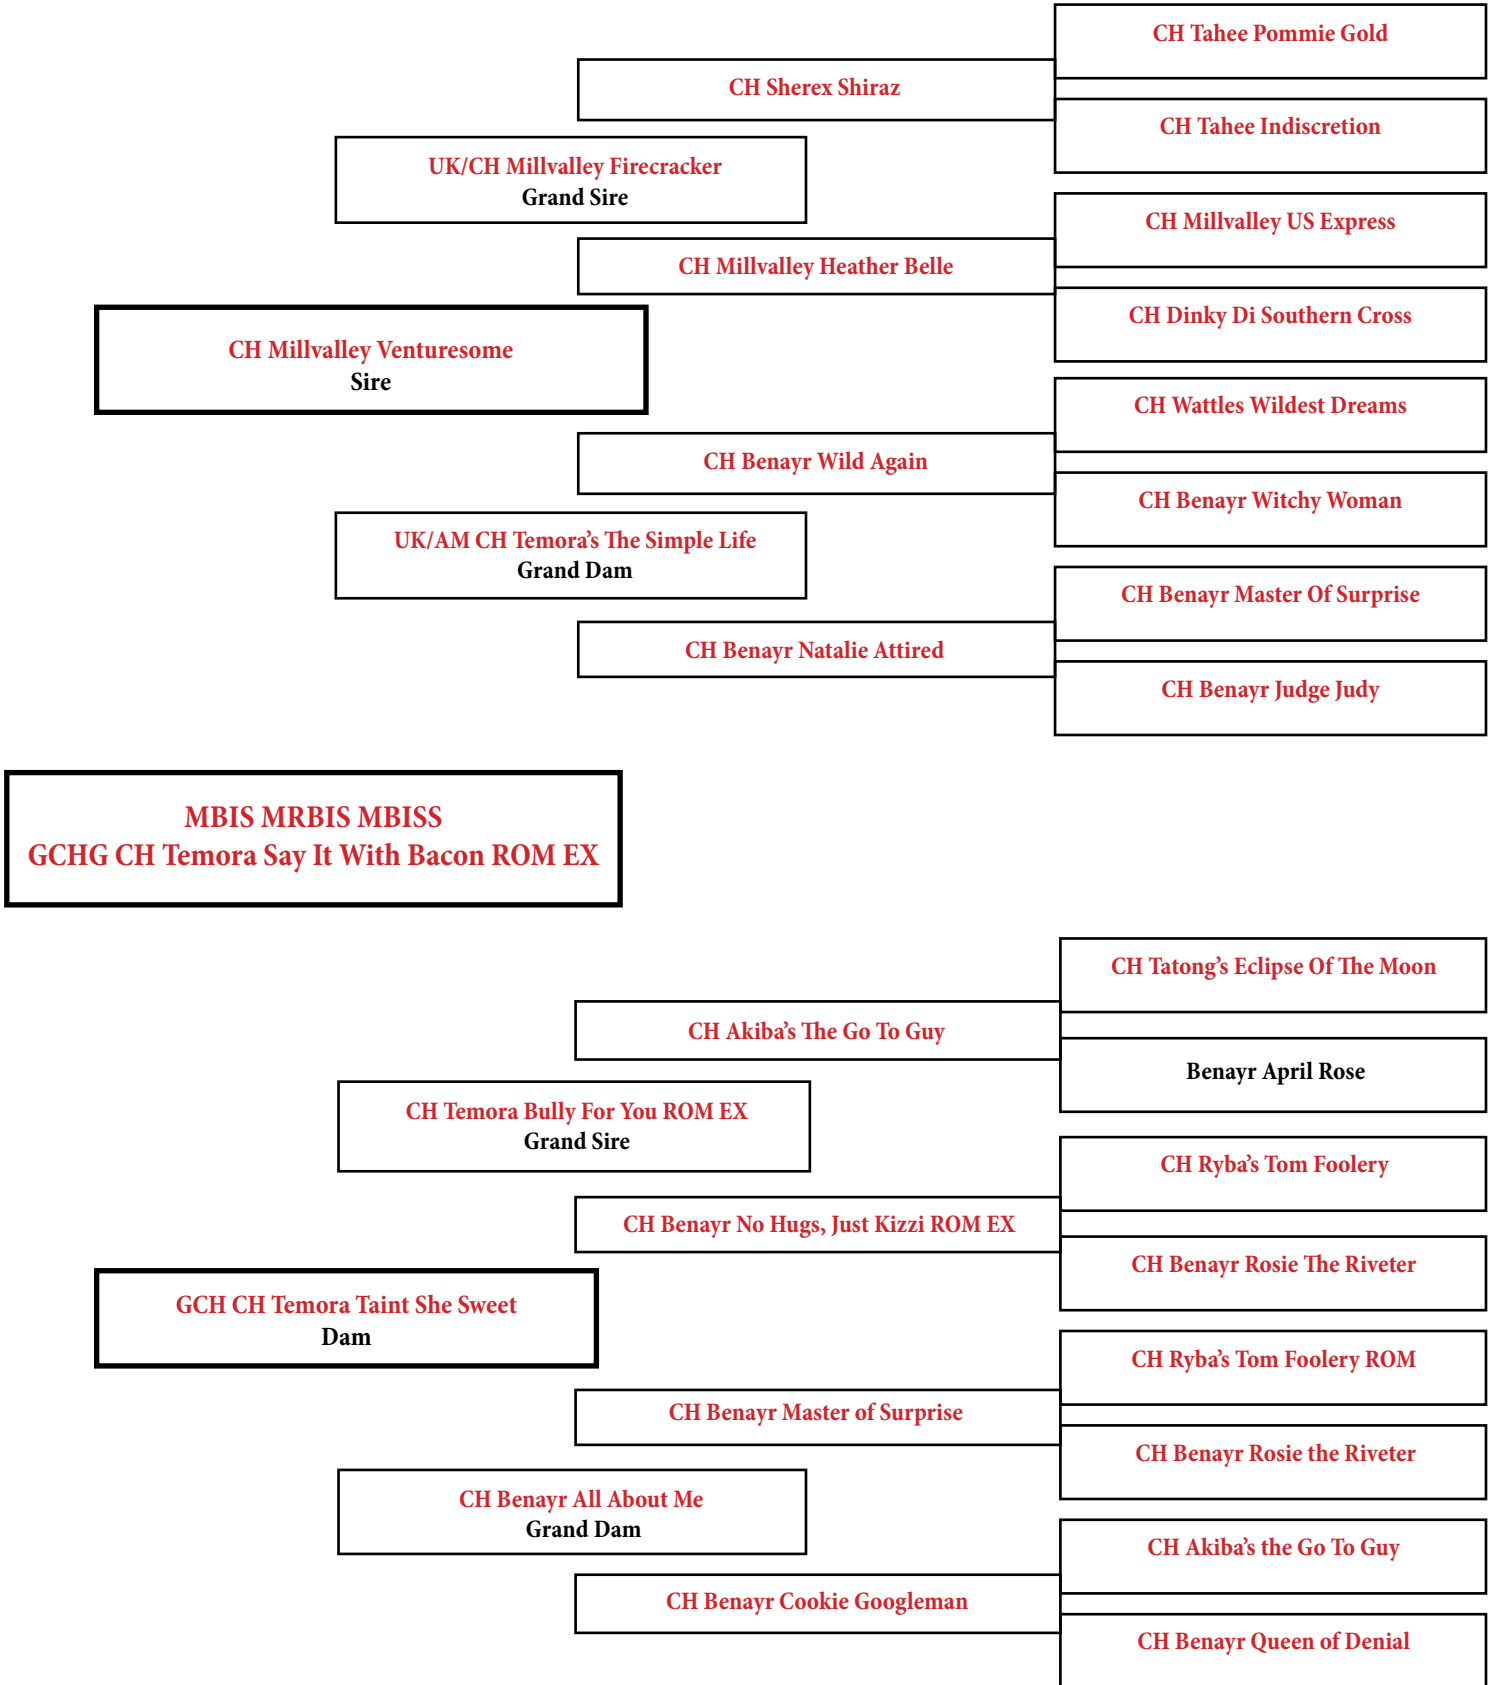 CH Tahee Pommie Gold
CH Sherex Shiraz
CH Tahee Indiscretion
UK/CH Millvalley Firecracker
Grand Sire
CH Millvalley US Express
CH Millvalley Heather Belle
CH Dinky Di Southern Cross
CH Millvalley Venturesome
Sire
CH Wattles Wildest Dreams
CH Benayr Wild Again
CH Benayr Witchy Woman
UK/AM CH Temora’s The Simple Life
Grand Dam
CH Benayr Master Of Surprise
CH Benayr Natalie Attired
CH Benayr Judge Judy
MBIS MRBIS MBISS
GCHG CH Temora Say It With Bacon ROM EX
CH Tatong’s Eclipse Of The Moon
CH Akiba’s The Go To Guy
Benayr April Rose
CH Temora Bully For You ROM EX
Grand Sire
CH Ryba’s Tom Foolery
CH Benayr No Hugs, Just Kizzi ROM EX
CH Benayr Rosie The Riveter
GCH CH Temora Taint She Sweet
Dam
CH Ryba’s Tom Foolery ROM
CH Benayr Master of Surprise
CH Benayr Rosie the Riveter
CH Benayr All About Me
Grand Dam
CH Akiba’s the Go To Guy
CH Benayr Cookie Googleman
CH Benayr Queen of Denial